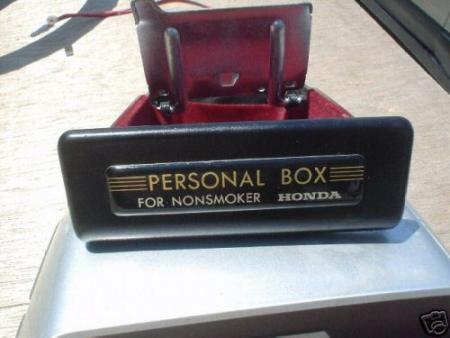 PERSONAL BOX
FOR NONSMOKER HONDA